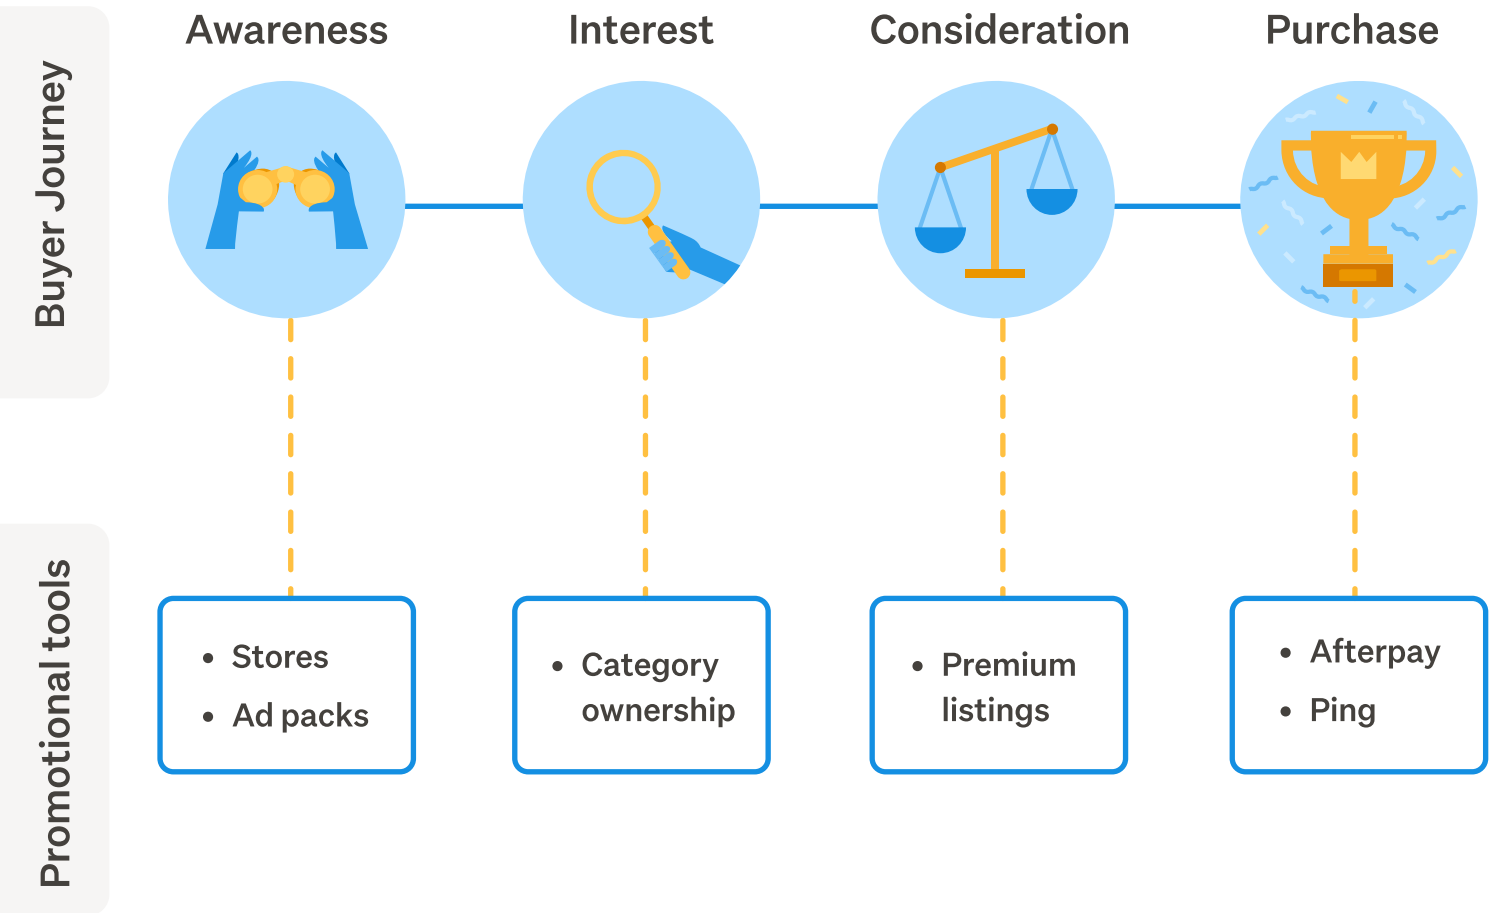 Buyer Journey
Awareness
Interest
Consideration
Purchase
Promotional tools
• Stores
• Ad packs
• Category
ownership
• Premium
listings
• Afterpay
• Ping